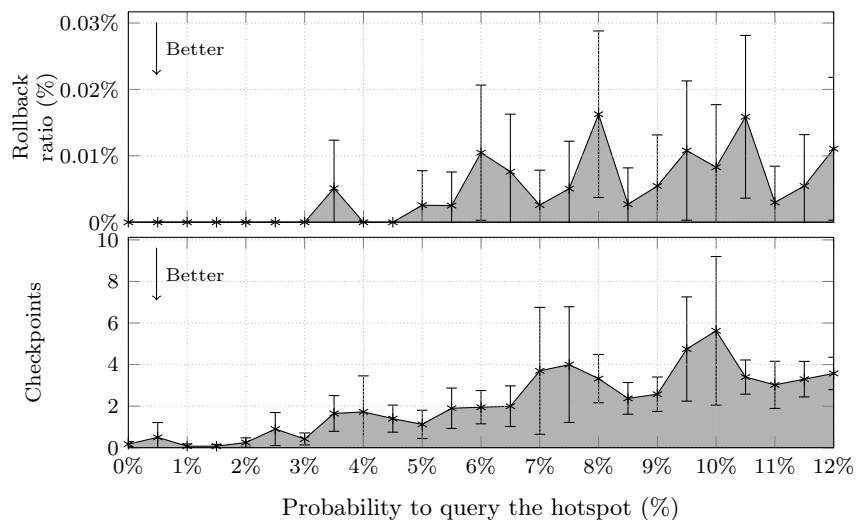 0.03%
Better
0.02%
0.01%
0%
Rollback
ratio (%)
10
Better
8
6
4
2
0
Checkpoints
0% 1% 2% 3% 4% 5% 6% 7% 8% 9% 10% 11% 12%
Probability to query the hotspot (%)